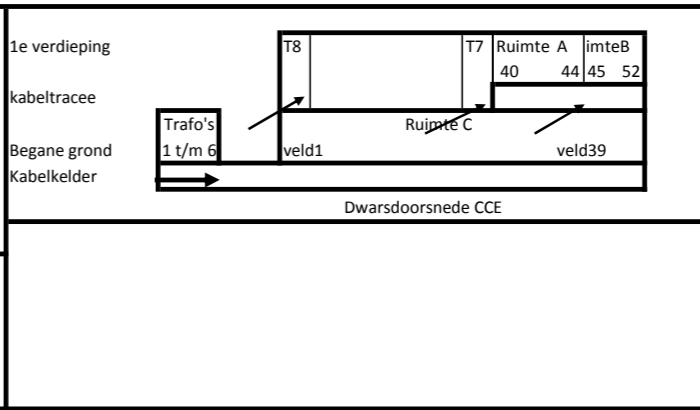 1e verdieping T8 T7 Ruimte A imteB
40 44 45 52
kabeltracee
Trafo's Ruimte C
Begane grond 1 t/m 6 veld1 veld39
Kabelkelder
Dwarsdoorsnede CCE